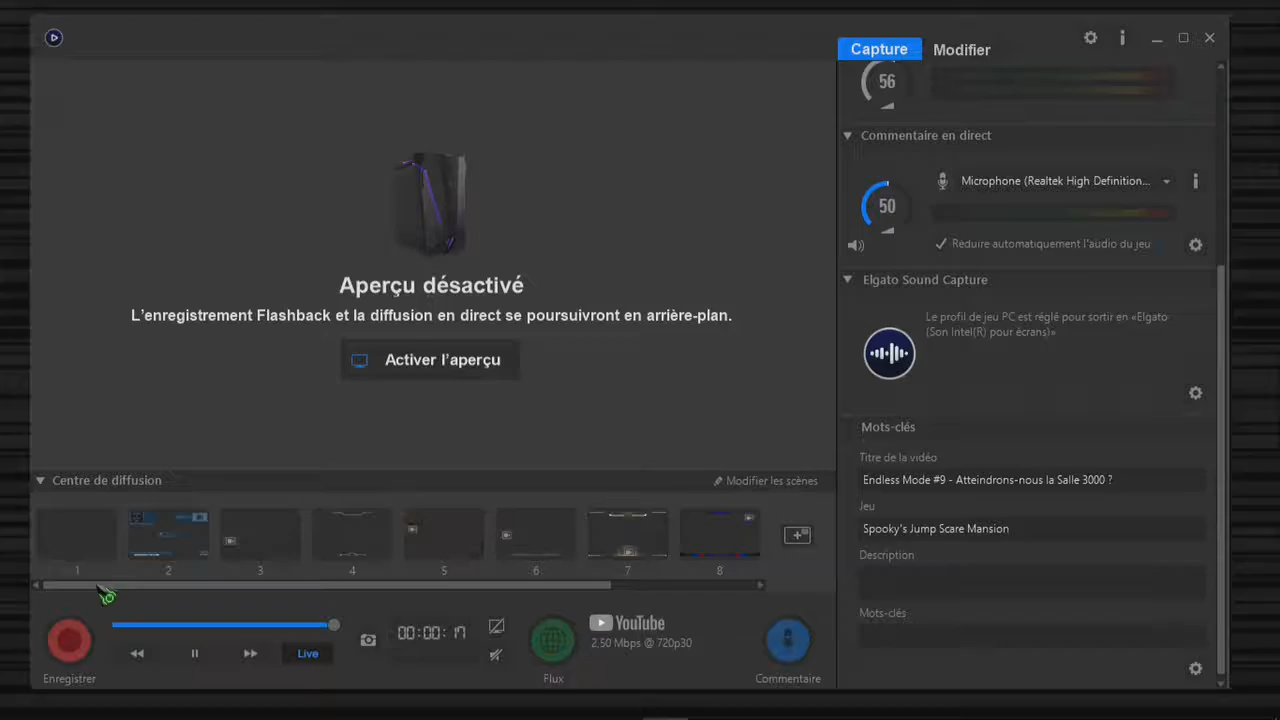 Capture
Modifier
56
Commentaire en direct
Microphone (Realtek High Definition...
50
Réduire automatiquement l'audio du jeu
Elgato Sound Capture
Le profil de jeu PC est réglé pour sortir en «Elgato
(Son Intel(R) pour écrans)»
Aperçu désactivé
L'enregistrement Flashback et la diffusion en direct se poursuivront en arrière-plan.
Activer l'aperçu
Mots-clés
Titre de la vidéo
Endless Mode #9 - Atteindrons-nous la Salle 3000 ?
Jeu
Spooky's Jump Scare Mansion
Description
Mots-clés
Centre de diffusion
Modifier les scènes
1 2 3 4 5 6 7 8
00:00:17
YouTube
2,50 Mbps @ 720p30
Live
Enregistrer
Flux
Commentaire